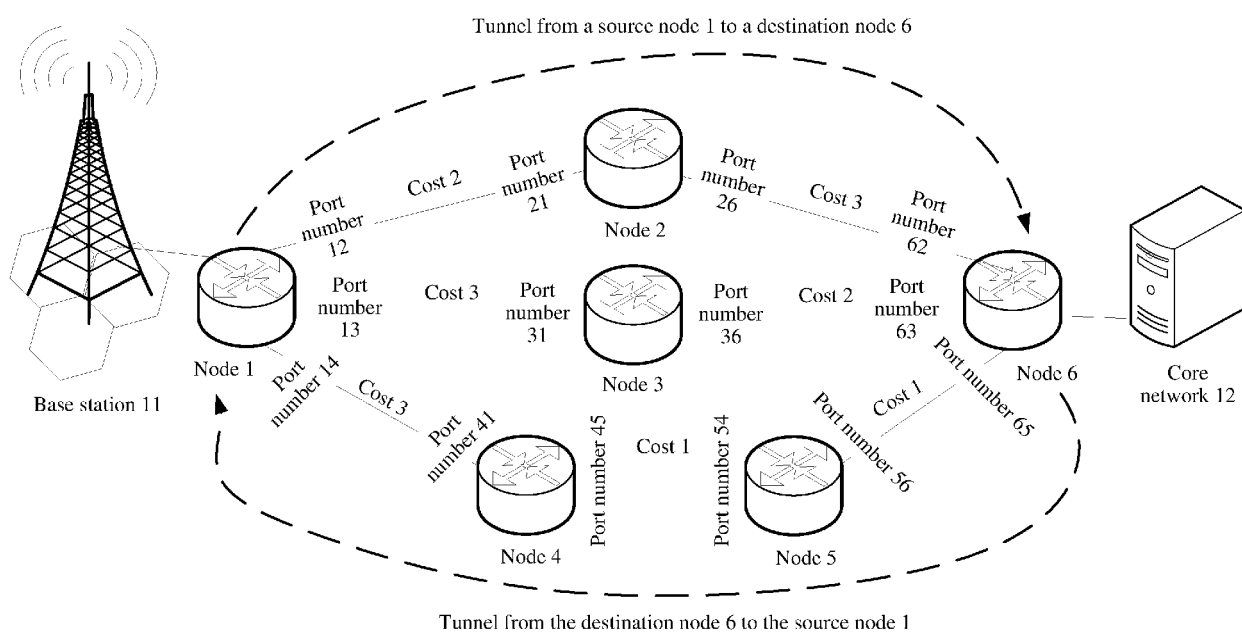 Tunnel from a source node 1 to a destination node 6
Port
number
12
Cost 2
Port
number
21
Node 2
Port
number
26
Cost 3
Port
number
62
Port
number
13
Cost 3
Port
number
31
Node 3
Port
number
36
Cost 2
Port
number
63
Node 1
Base station 11
Node 6
Core
network 12
Port
number 14
Cost 3
Port
number 41
Node 4
Port number 45
Cost 1
Port number 54
Node 5
Port number 56
Cost 1
Port number 65
Tunnel from the destination node 6 to the source node 1